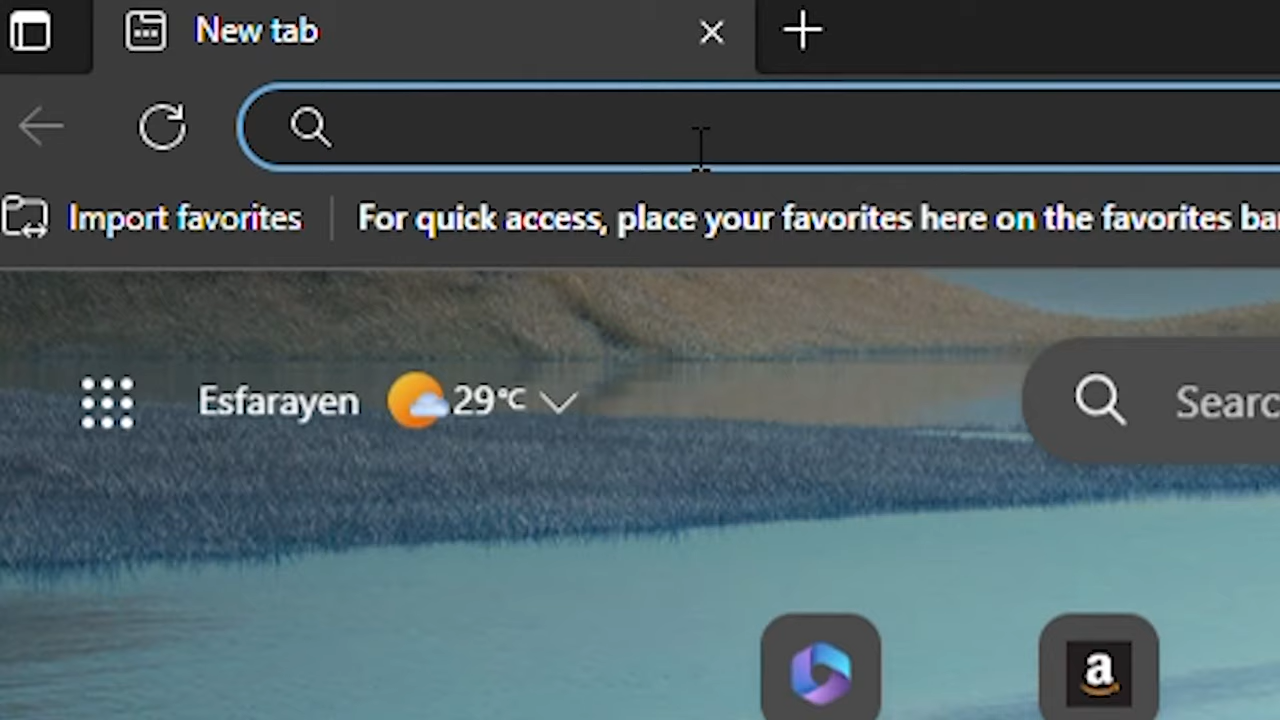 New tab
Import favorites
For quick access, place your favorites here on the favorites ba
Esfarayen 29°C
Searc
a